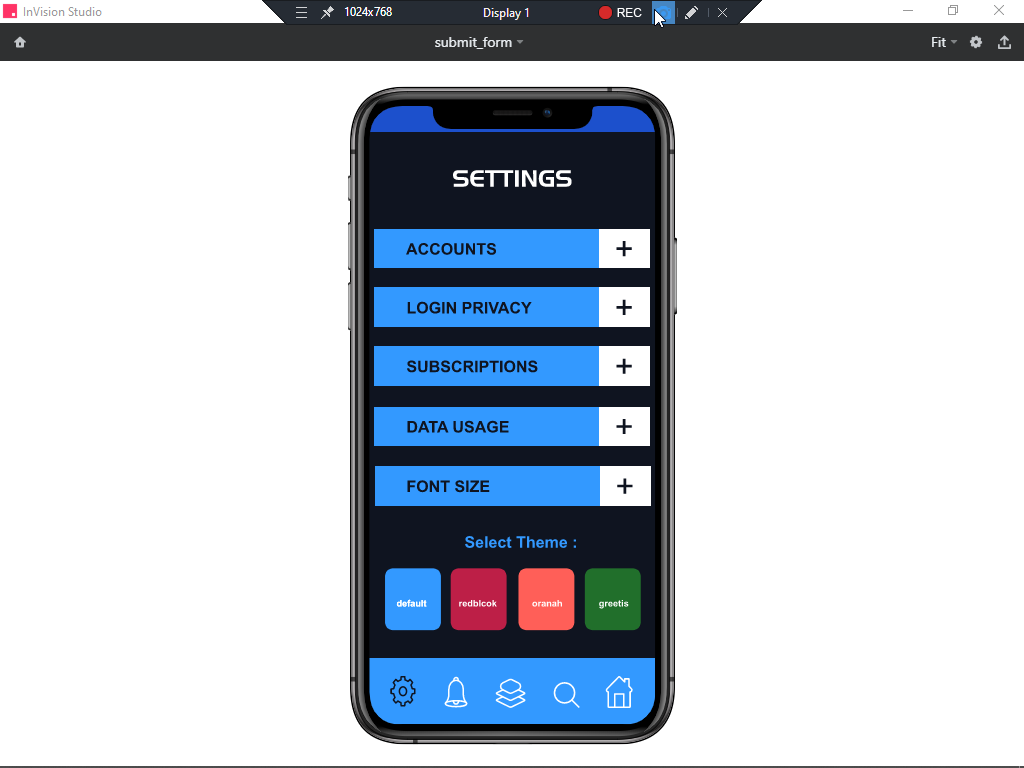 InVision Studio
1024x768
Display 1
REC
submit_form
Fit
SETTINGS
ACCOUNTS +
LOGIN PRIVACY +
SUBSCRIPTIONS +
DATA USAGE +
FONT SIZE +
Select Theme :
default redblcok oranah greetis